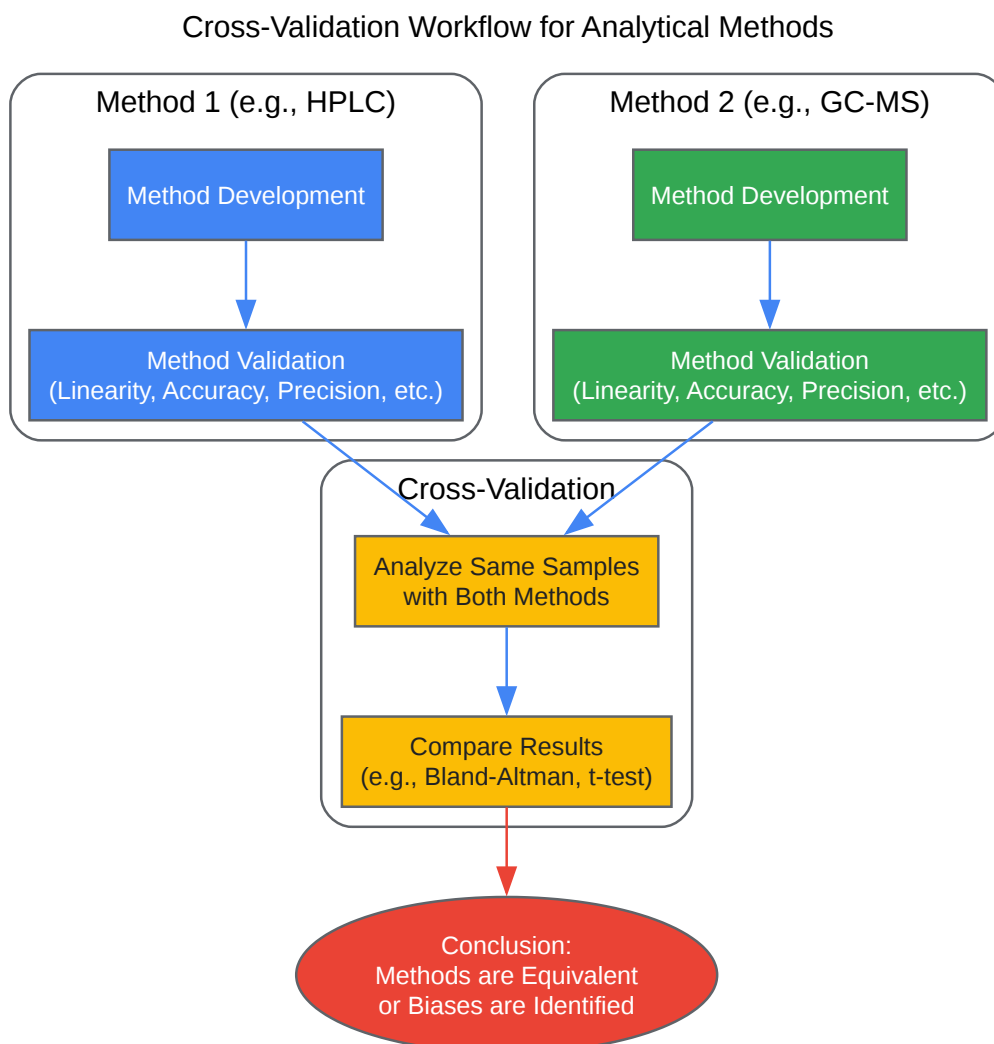 Cross-Validation Workflow for Analytical Methods
Method 1 (e.g., HPLC)
Method Development
Method Validation
(Linearity, Accuracy, Precision, etc.)
Method 2 (e.g., GC-MS)
Method Development
Method Validation
(Linearity, Accuracy, Precision, etc.)
Cross-Validation
Analyze Same Samples
with Both Methods
Compare Results
(e.g., Bland-Altman, t-test)
Conclusion:
Methods are Equivalent
or Biases are Identified